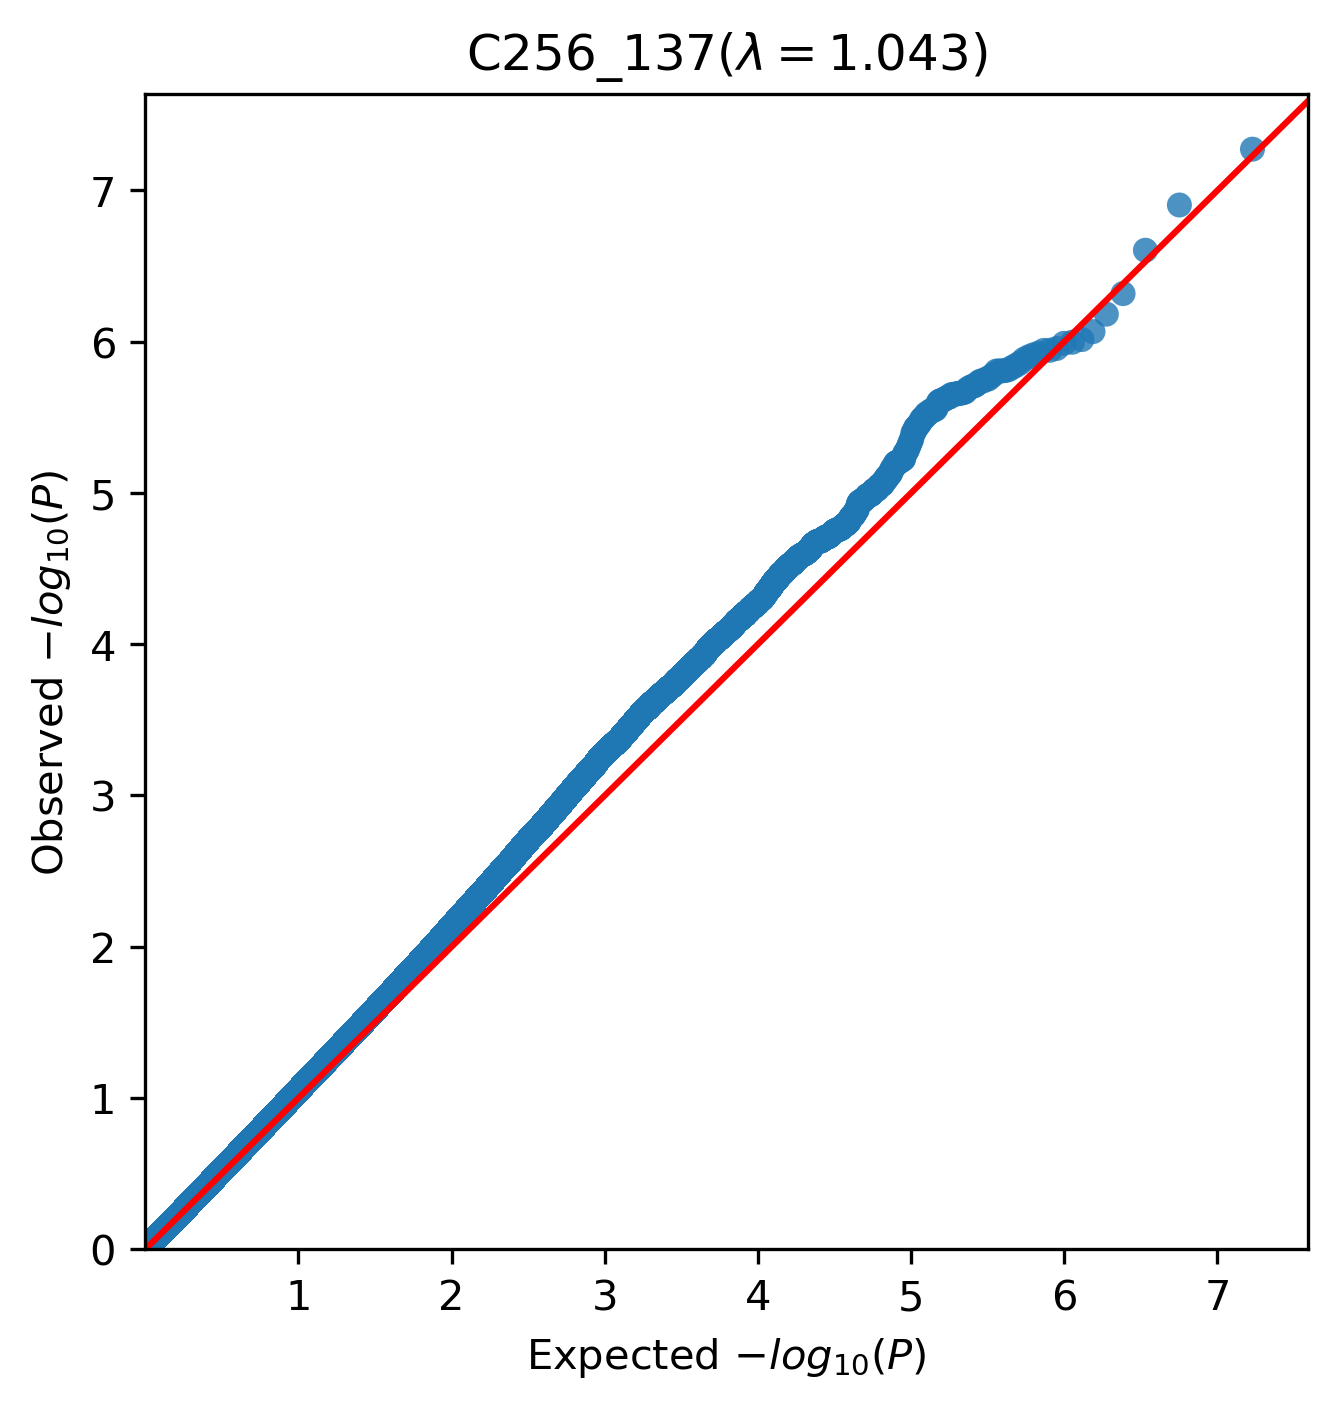 C256_137(λ = 1.043)
Observed −log₁₀(P)
7
6
5
4
3
2
1
0
1 2 3 4 5 6 7
Expected −log₁₀(P)